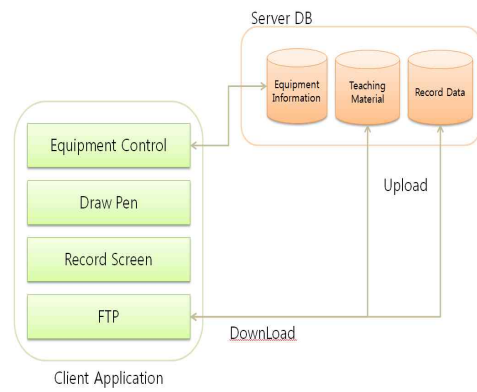 Server DB
Equipment
Information
Teaching
Material
Record Data
Equipment Control
Draw Pen
Record Screen
FTP
Upload
DownLoad
Client Application